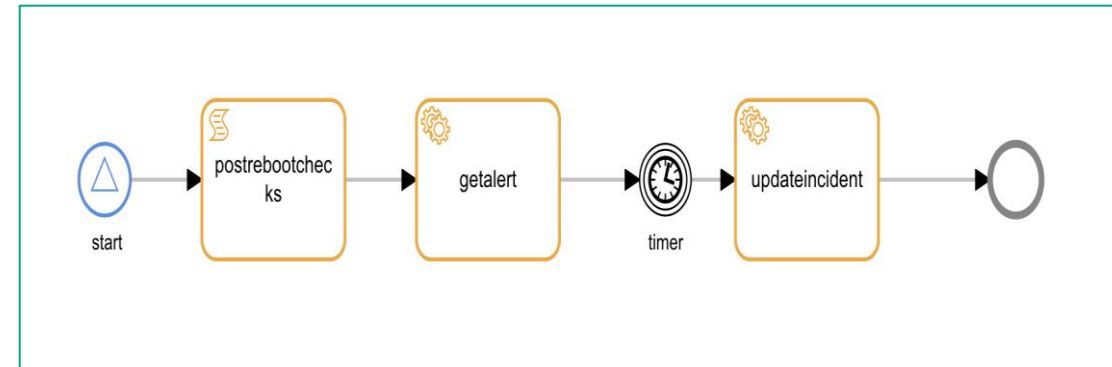 start
postrebootchec
ks
getalert
timer
updateincident